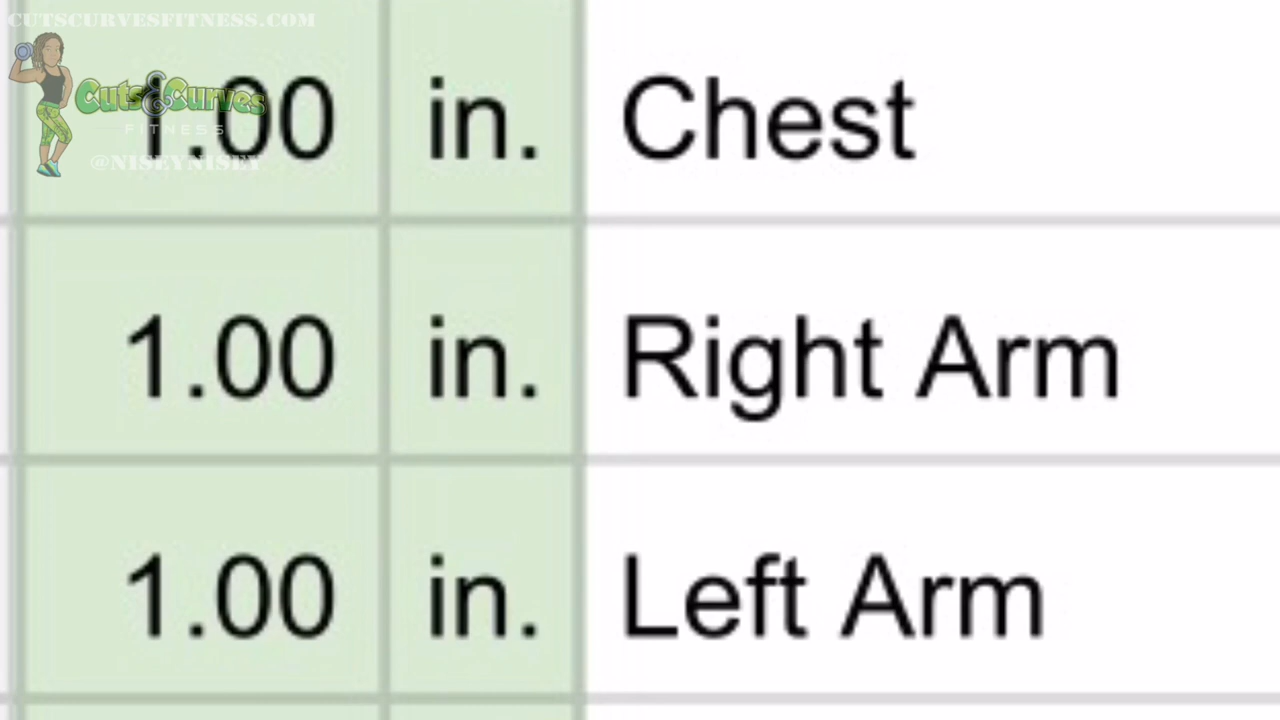 CUTSCURVESFITNESS.COM
Cuts&Curves
FITNESS
@NISEYNISEY
1.00 in. Chest
1.00 in. Right Arm
1.00 in. Left Arm